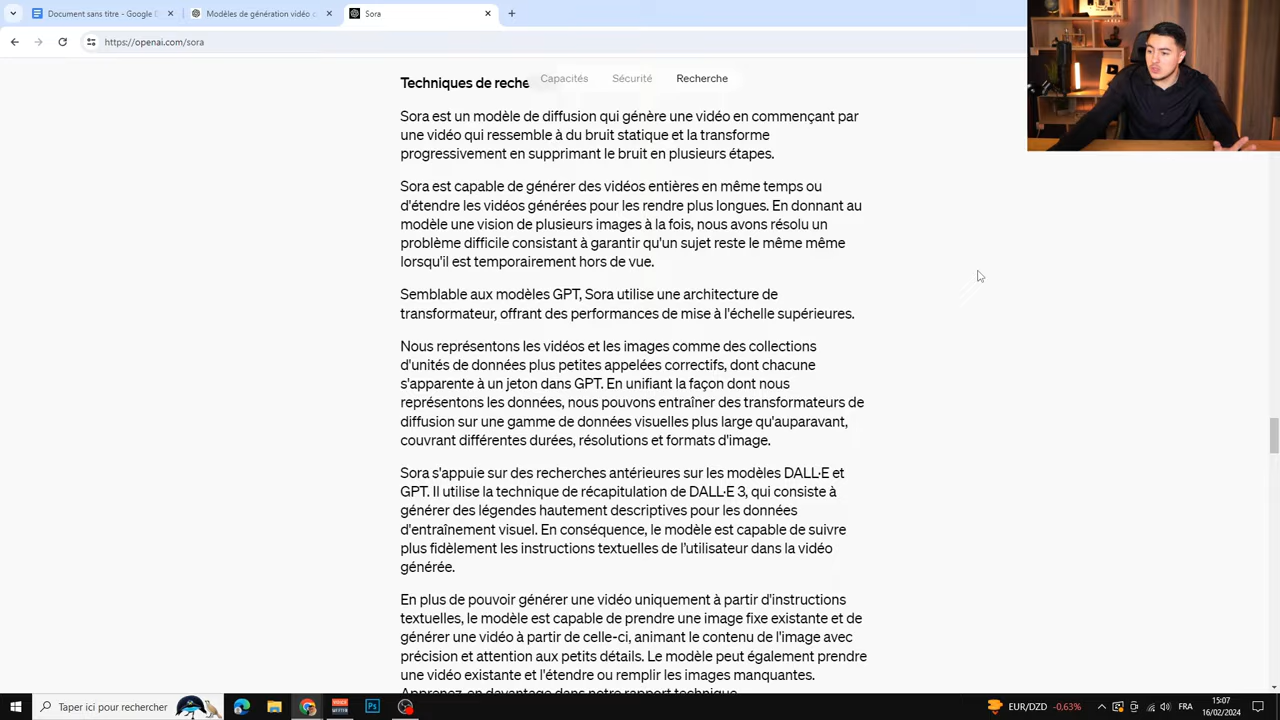 Document sans titre - Google D
Modèles de génération vidéo c
Sora
https://openai.com/sora
Techniques de reche
Capacités
Sécurité
Recherche
Sora est un modèle de diffusion qui génère une vidéo en commençant par
une vidéo qui ressemble à du bruit statique et la transforme
progressivement en supprimant le bruit en plusieurs étapes.
Sora est capable de générer des vidéos entières en même temps ou
d'étendre les vidéos générées pour les rendre plus longues. En donnant au
modèle une vision de plusieurs images à la fois, nous avons résolu un
problème difficile consistant à garantir qu'un sujet reste le même même
lorsqu'il est temporairement hors de vue.
Semblable aux modèles GPT, Sora utilise une architecture de
transformateur, offrant des performances de mise à l'échelle supérieures.
Nous représentons les vidéos et les images comme des collections
d'unités de données plus petites appelées correctifs, dont chacune
s'apparente à un jeton dans GPT. En unifiant la façon dont nous
représentons les données, nous pouvons entraîner des transformateurs de
diffusion sur une gamme de données visuelles plus large qu'auparavant,
couvrant différentes durées, résolutions et formats d'image.
Sora s'appuie sur des recherches antérieures sur les modèles DALL·E et
GPT. Il utilise la technique de récapitulation de DALL·E 3, qui consiste à
générer des légendes hautement descriptives pour les données
d'entraînement visuel. En conséquence, le modèle est capable de suivre
plus fidèlement les instructions textuelles de l'utilisateur dans la vidéo
générée.
En plus de pouvoir générer une vidéo uniquement à partir d'instructions
textuelles, le modèle est capable de prendre une image fixe existante et de
générer une vidéo à partir de celle-ci, animant le contenu de l'image avec
précision et attention aux petits détails. Le modèle peut également prendre
une vidéo existante et l'étendre ou remplir les images manquantes.
Apprenez-en davantage dans notre rapport technique
Taper ici pour rechercher
Ps
EUR/DZD -0,63%
FRA
15:07
16/02/2024